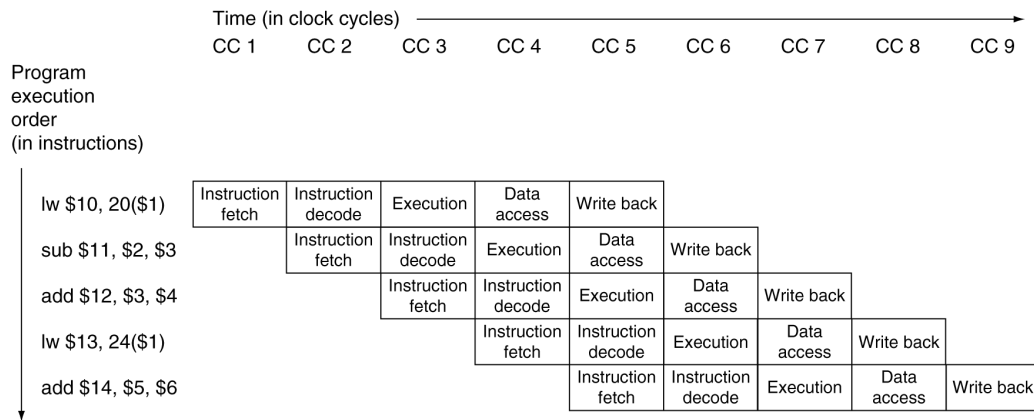 Time (in clock cycles)
CC 1 CC 2 CC 3 CC 4 CC 5 CC 6 CC 7 CC 8 CC 9
Program
execution
order
(in instructions)
lw $10, 20($1)
Instruction
fetch
Instruction
decode
Execution
Data
access
Write back
sub $11, $2, $3
Instruction
fetch
Instruction
decode
Execution
Data
access
Write back
add $12, $3, $4
Instruction
fetch
Instruction
decode
Execution
Data
access
Write back
lw $13, 24($1)
Instruction
fetch
Instruction
decode
Execution
Data
access
Write back
add $14, $5, $6
Instruction
fetch
Instruction
decode
Execution
Data
access
Write back